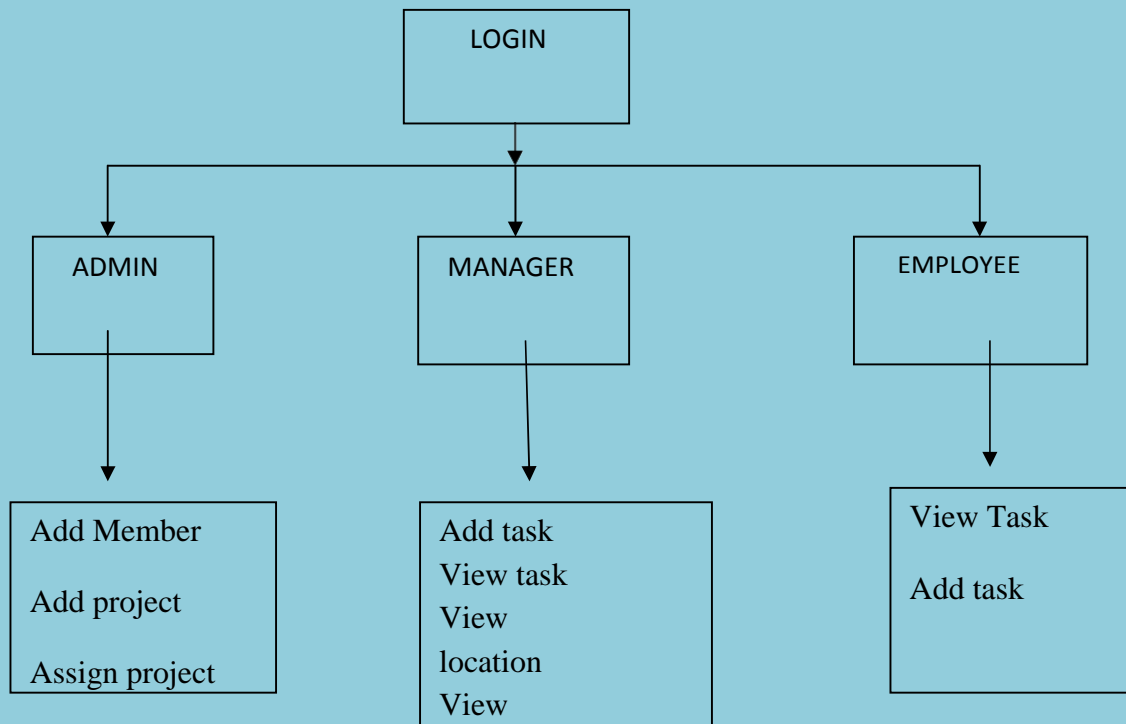 LOGIN
ADMIN
MANAGER
EMPLOYEE
Add Member
Add project
Assign project
Add task
View task
View
location
View
View Task
Add task